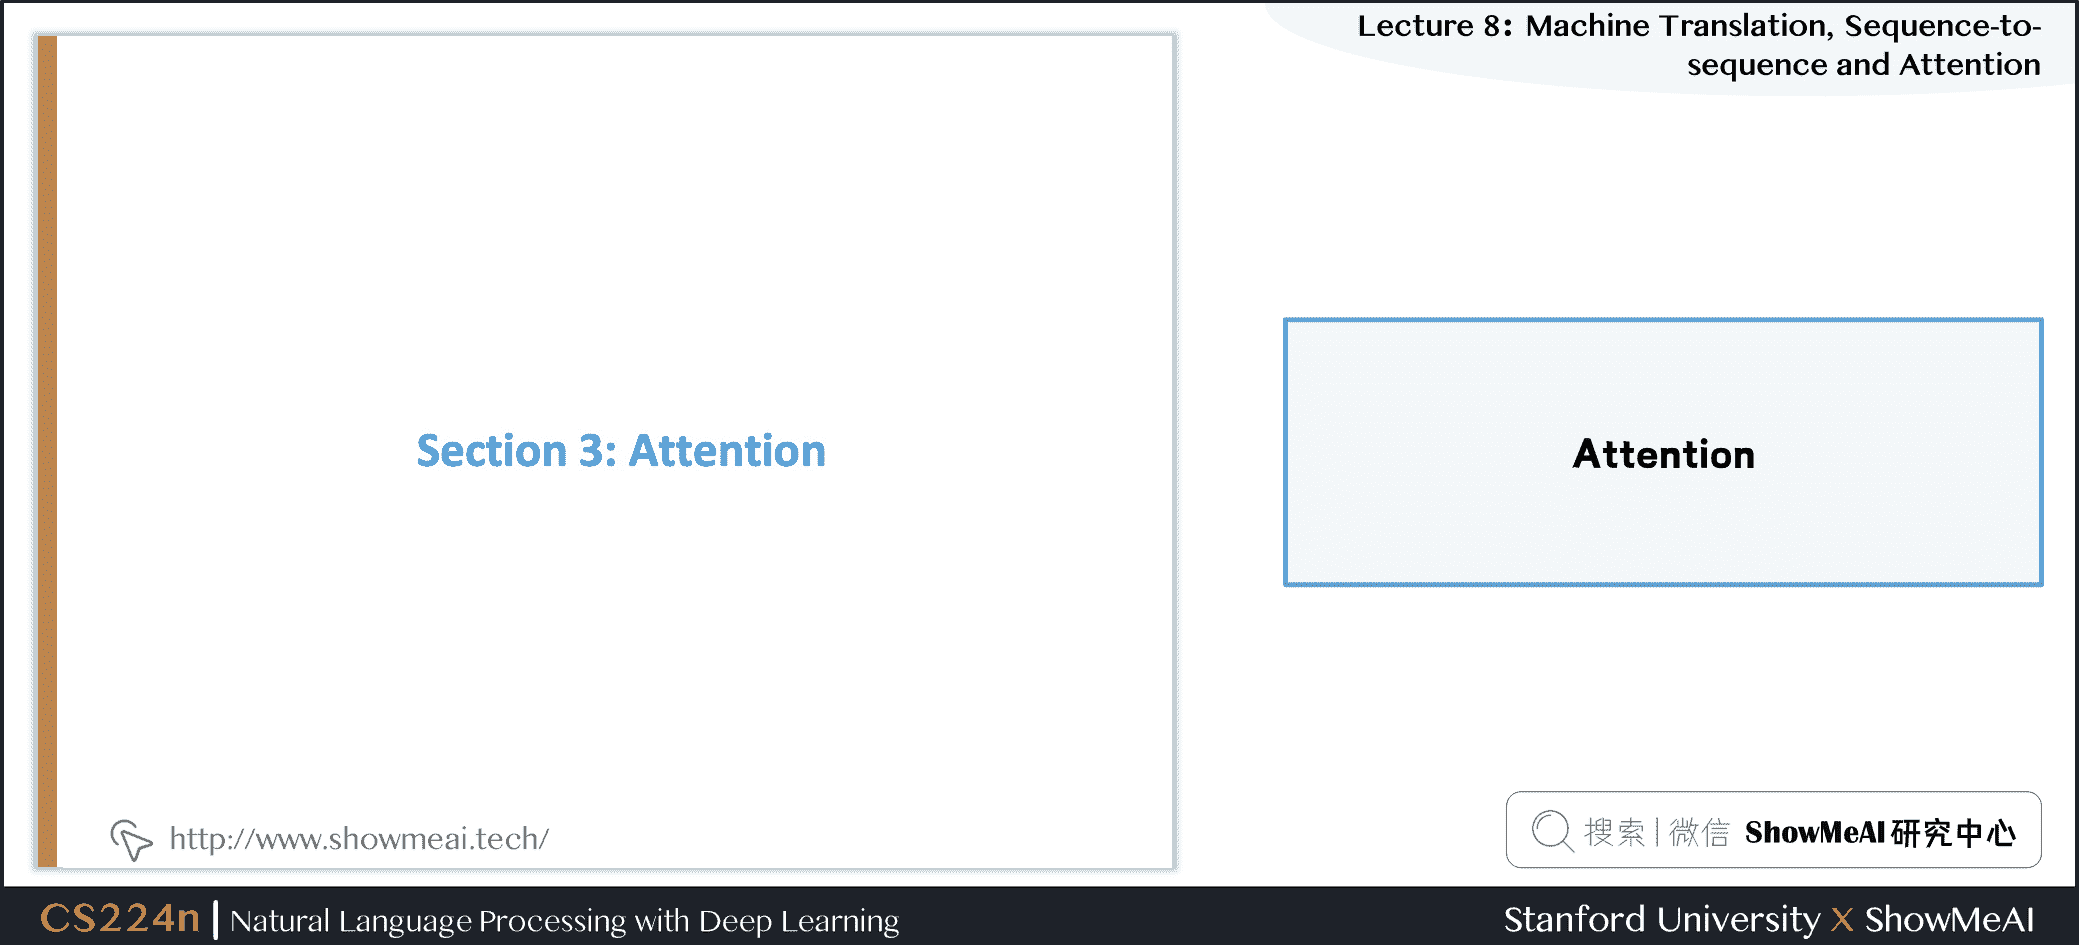 Lecture 8: Machine Translation, Sequence-to-
sequence and Attention
Section 3: Attention
Attention
http://www.showmeai.tech/
搜索|微信 ShowMeAI研究中心
CS224n | Natural Language Processing with Deep Learning
Stanford University X ShowMeAI